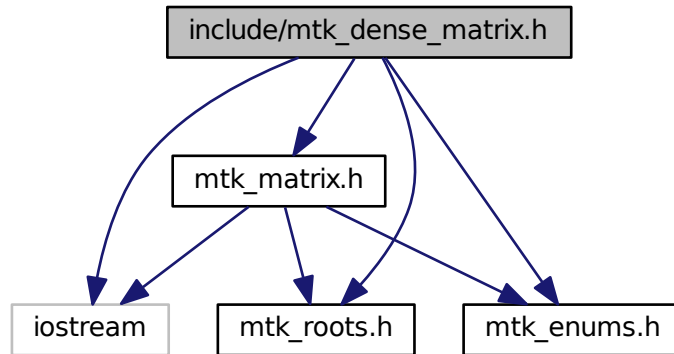 include/mtk_dense_matrix.h
mtk_matrix.h
iostream
mtk_roots.h
mtk_enums.h